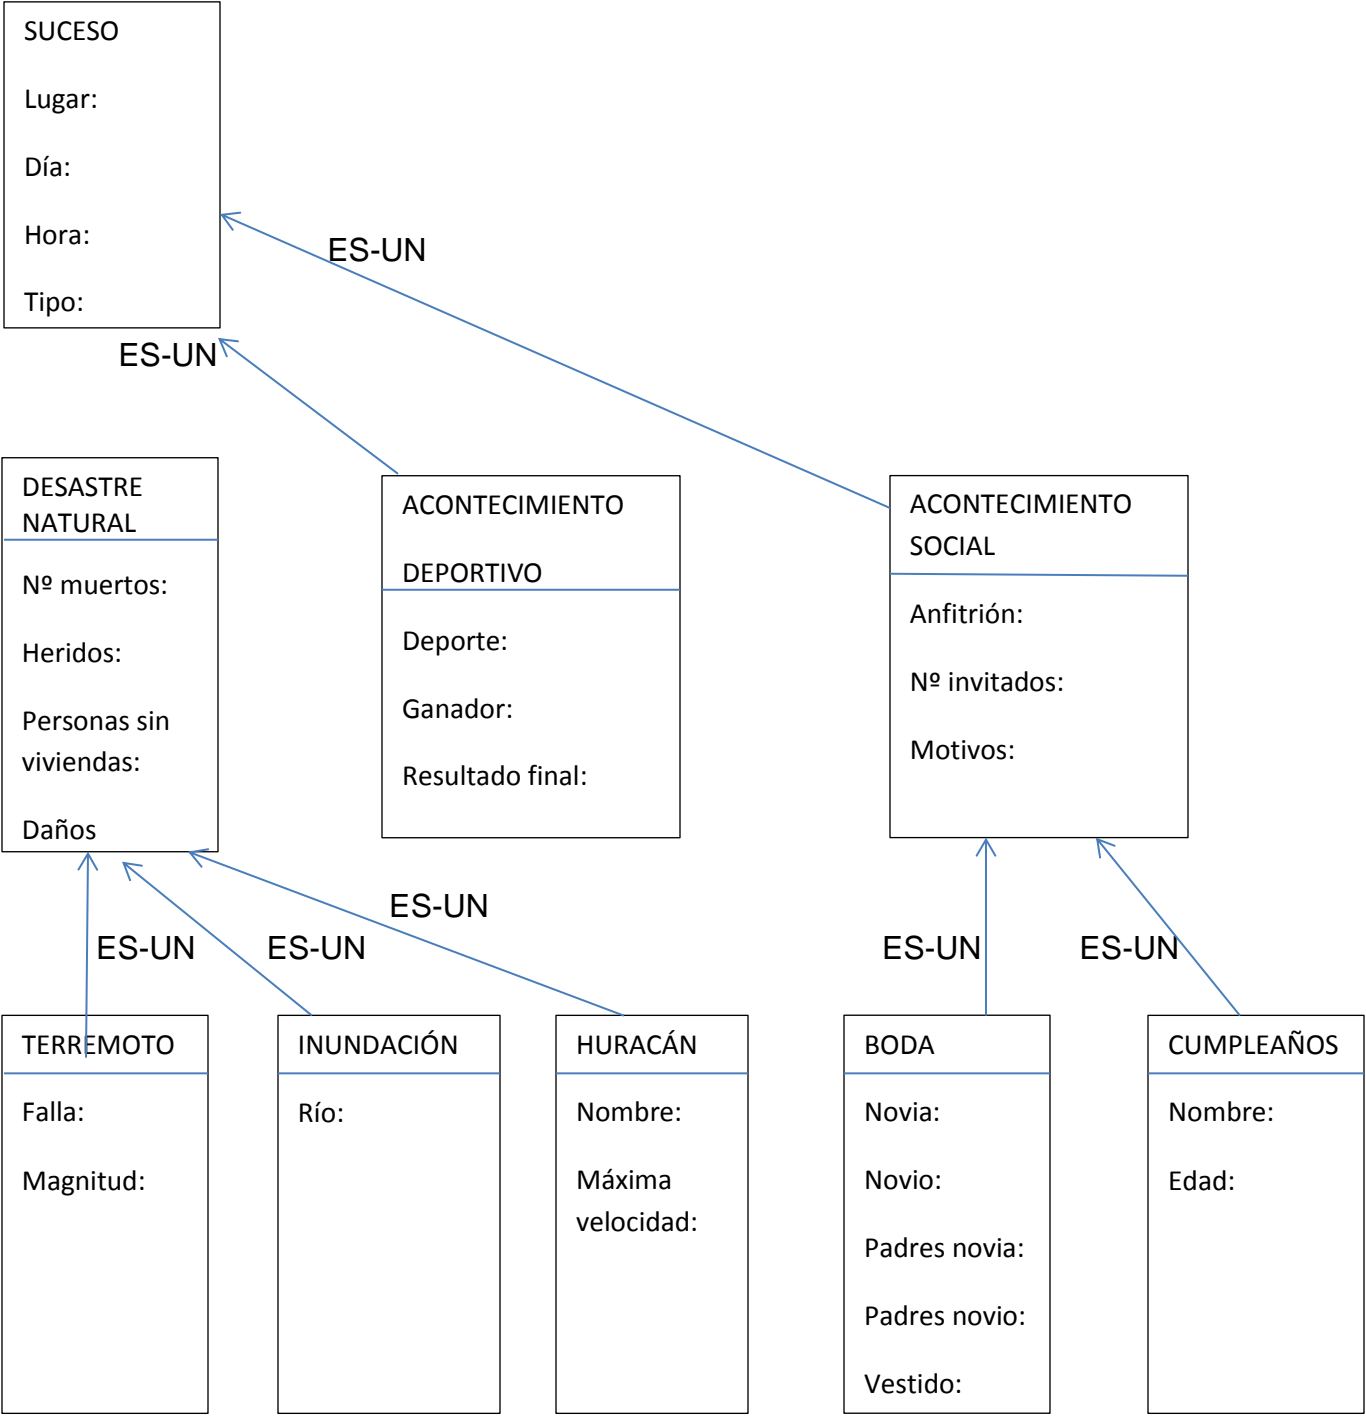 SUCESO
Lugar:
Día:
Hora:
Tipo:
ES-UN
ES-UN
DESASTRE
NATURAL
Nº muertos:
Heridos:
Personas sin
viviendas:
Daños
ACONTECIMIENTO
DEPORTIVO
Deporte:
Ganador:
Resultado final:
ACONTECIMIENTO
SOCIAL
Anfitrión:
Nº invitados:
Motivos:
ES-UN
ES-UN
ES-UN
ES-UN
ES-UN
TERREMOTO
Falla:
Magnitud:
INUNDACIÓN
Río:
HURACÁN
Nombre:
Máxima
velocidad:
BODA
Novia:
Novio:
Padres novia:
Padres novio:
Vestido:
CUMPLEAÑOS
Nombre:
Edad: